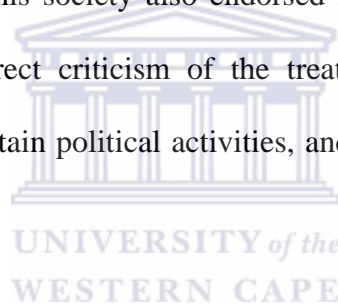 his society also endorsed
rect criticism of the treat
tain political activities, and
UNIVERSITY of the
WESTERN CAPE